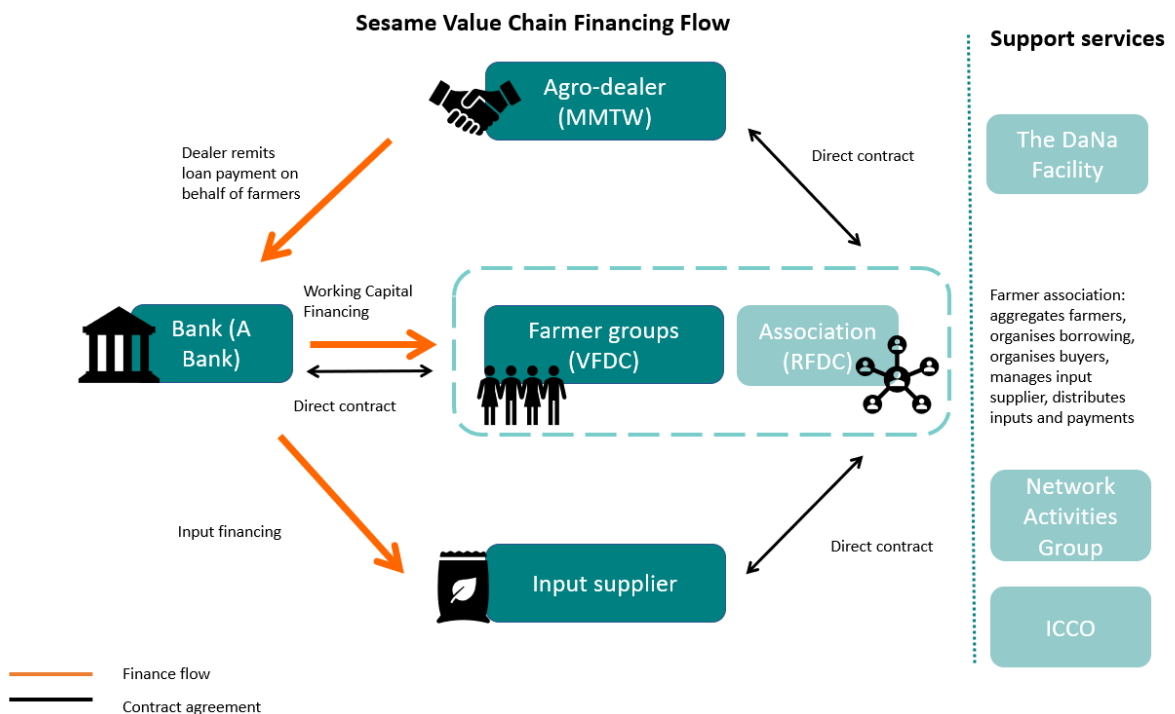 Sesame Value Chain Financing Flow
Support services
Agro-dealer
(MMTW)
The DaNa
Facility
Dealer remits
loan payment on
behalf of farmers
Direct contract
Working Capital
Financing
Bank (A
Bank)
Farmer groups
(VFDC)
Association
(RFDC)
Direct contract
Farmer association:
aggregates farmers,
organises borrowing,
organises buyers,
manages input
supplier, distributes
inputs and payments
Input financing
Direct contract
Network
Activities
Group
Input supplier
ICCO
Finance flow
Contract agreement